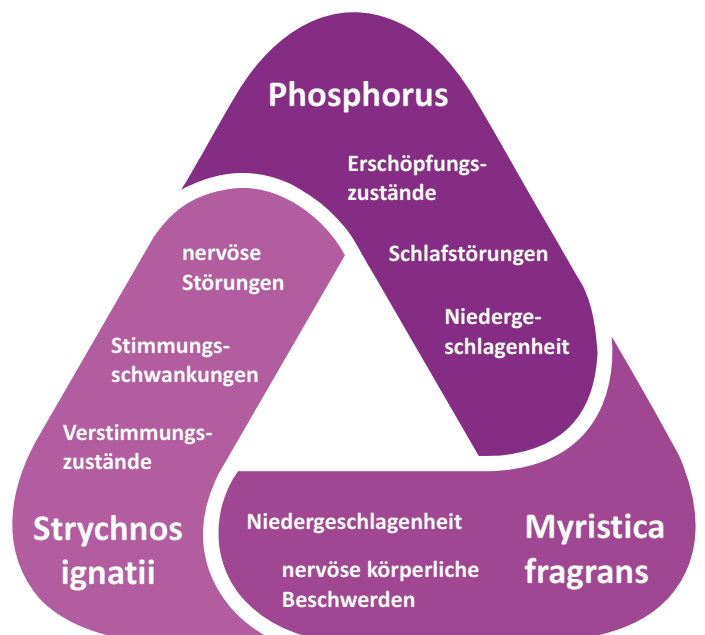 Phosphorus
Erschöpfungs-
zustände
Schlafstörungen
Niederge-
schlagenheit
nervöse
Störungen
Stimmungs-
schwankungen
Verstimmungs-
zustände
Strychnos
ignatii
Niedergeschlagenheit
nervöse körperliche
Beschwerden
Myristica
fragrans